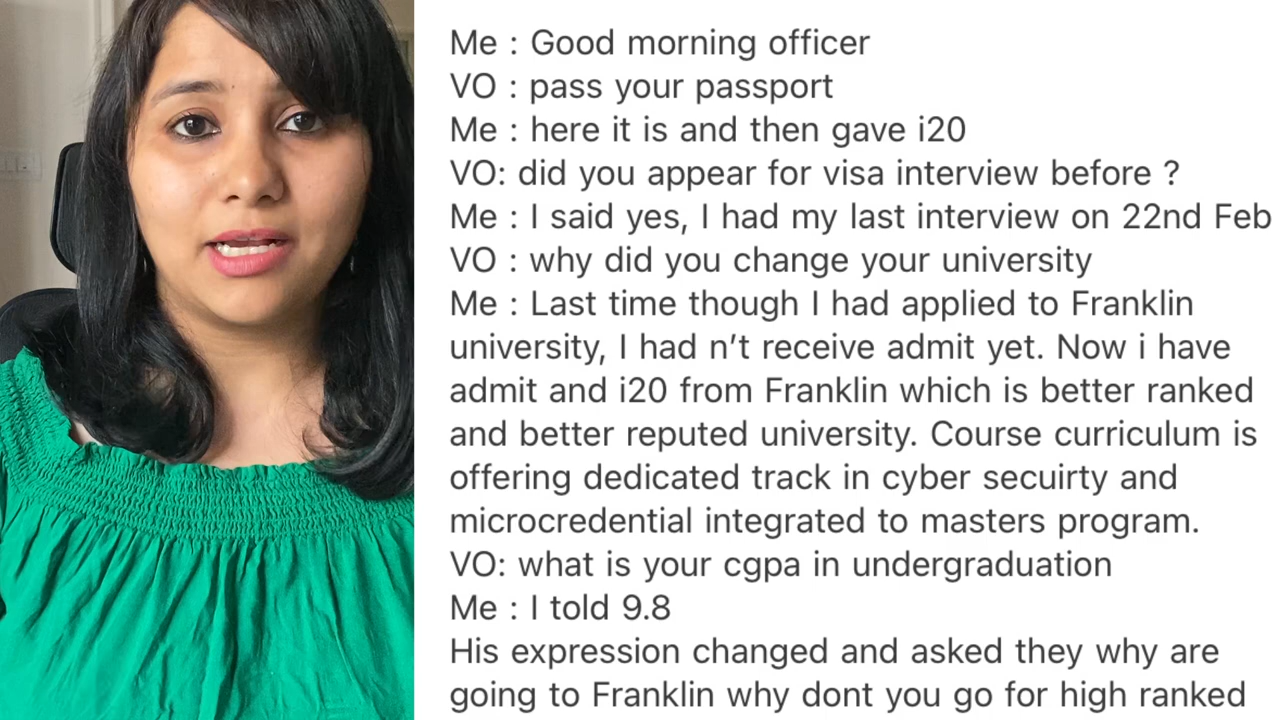 Me : Good morning officer
VO : pass your passport
Me : here it is and then gave i20
VO: did you appear for visa interview before ?
Me : I said yes, I had my last interview on 22nd Feb
VO : why did you change your university
Me : Last time though I had applied to Franklin
university, I had n’t receive admit yet. Now i have
admit and i20 from Franklin which is better ranked
and better reputed university. Course curriculum is
offering dedicated track in cyber secuirty and
microcredential integrated to masters program.
VO: what is your cgpa in undergraduation
Me : I told 9.8
His expression changed and asked they why are
going to Franklin why dont you go for high ranked